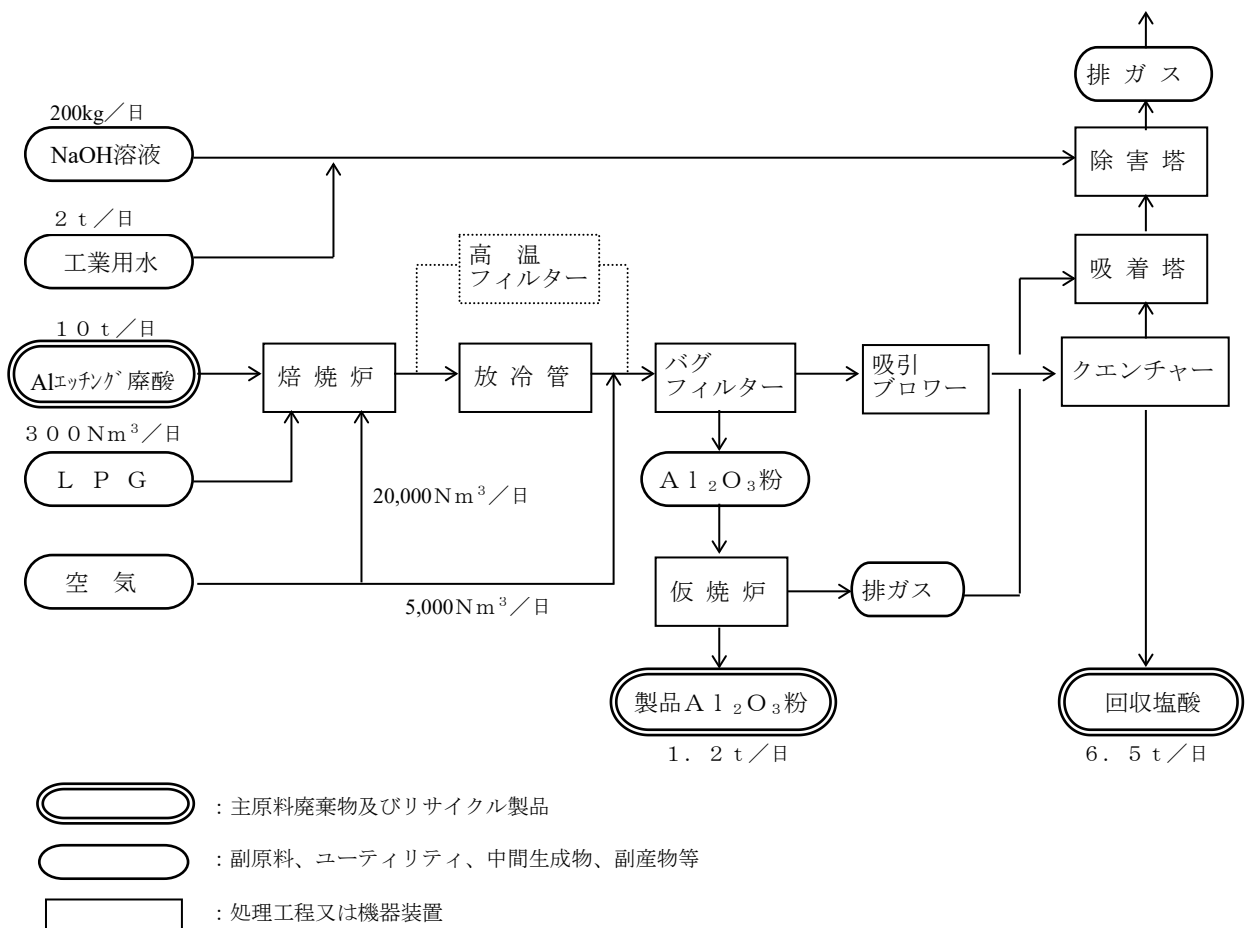 排 ガ ス
200kg／日
NaOH溶液
除 害 塔
２ｔ／日
工業用水
高 温
フィルター
吸 着 塔
１０ｔ／日
Alｴｯﾁﾝｸﾞ廃酸
焙 焼 炉
放 冷 管
バグ
フィルター
吸引
ブロワー
クエンチャー
３００Ｎｍ³／日
Ｌ Ｐ Ｇ
Ａｌ₂Ｏ₃粉
20,000Ｎｍ³／日
空 気
5,000Ｎｍ³／日
仮 焼 炉
排ガス
製品Ａｌ₂Ｏ₃粉
回収塩酸
１．２ｔ／日
６．５ｔ／日
：主原料廃棄物及びリサイクル製品
：副原料、ユーティリティ、中間生成物、副産物等
：処理工程又は機器装置